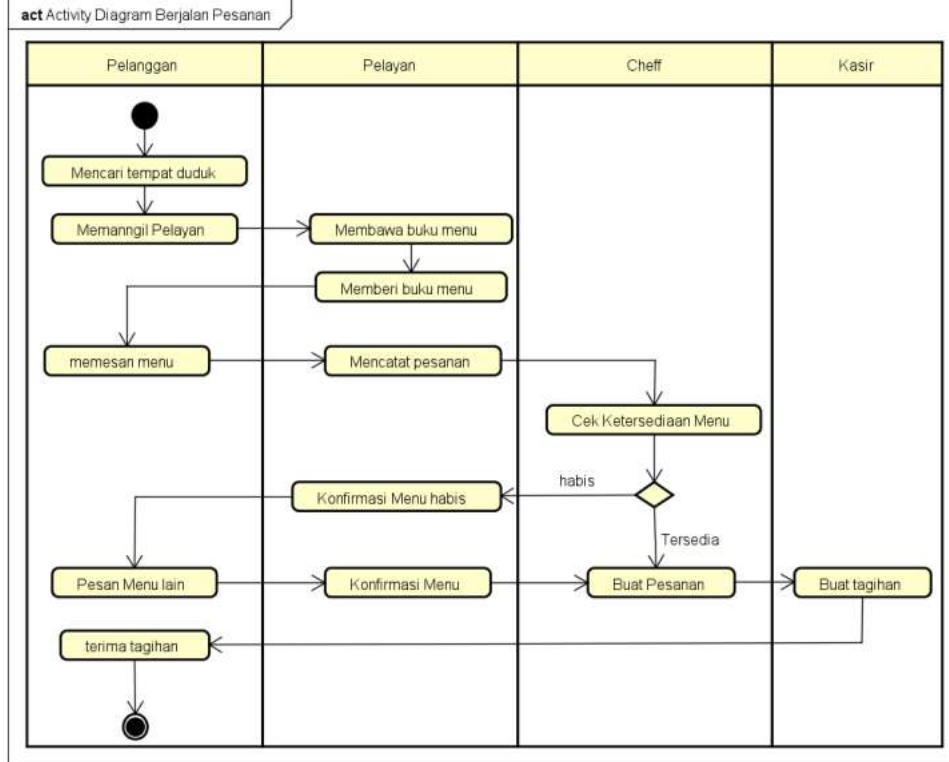 act Activity Diagram Berjalan Pesanan
Pelanggan
Pelayan
Cheff
Kasir
Mencari tempat duduk
Memanngil Pelayan
Membawa buku menu
Memberi buku menu
memesan menu
Mencatat pesanan
Cek Ketersediaan Menu
habis
Konfirmasi Menu habis
Tersedia
Pesan Menu lain
Konfirmasi Menu
Buat Pesanan
Buat tagihan
terima tagihan